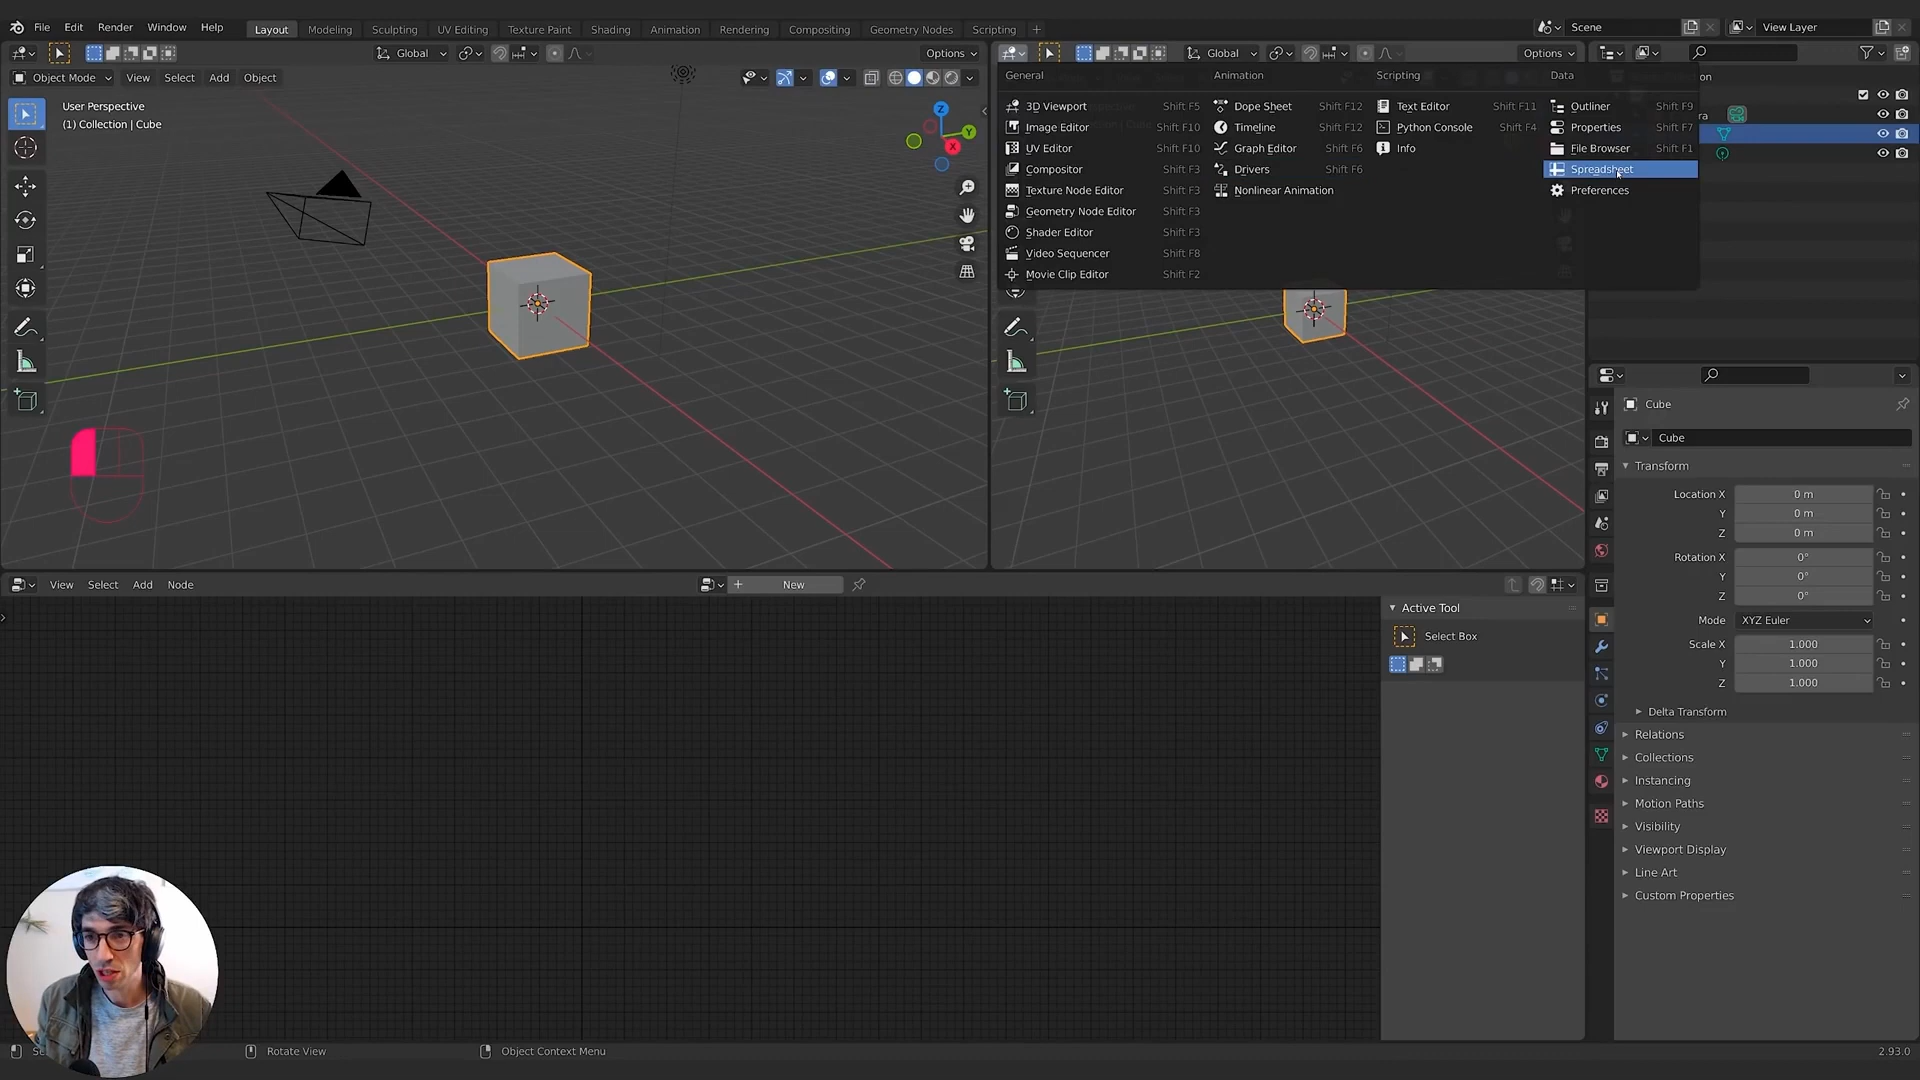 File Edit Render Window Help Layout Modeling Sculpting UV Editing Texture Paint Shading Animation Rendering Compositing Geometry Nodes Scripting + Scene View Layer
Global Options Global Options
Object Mode View Select Add Object
User Perspective
(1) Collection | Cube
General Animation Scripting Data
3D Viewport Shift F5 Dope Sheet Shift F12 Text Editor Shift F11 Outliner Shift F9
Image Editor Shift F10 Timeline Shift F12 Python Console Shift F4 Properties Shift F7
UV Editor Shift F10 Graph Editor Shift F6 Info File Browser Shift F1
Compositor Shift F3 Drivers Shift F6 Spreadsheet
Texture Node Editor Shift F3 Nonlinear Animation Preferences
Geometry Node Editor Shift F3
Shader Editor Shift F3
Video Sequencer Shift F8
Movie Clip Editor Shift F2
Z
Y
X
Cube
Cube
Transform
Location X 0 m
Y 0 m
Z 0 m
Rotation X 0°
Y 0°
Z 0°
Mode XYZ Euler
Scale X 1.000
Y 1.000
Z 1.000
Delta Transform
Relations
Collections
Instancing
Motion Paths
Visibility
Viewport Display
Line Art
Custom Properties
View Select Add Node + New
Active Tool
Select Box
Rotate View Object Context Menu 2.93.0